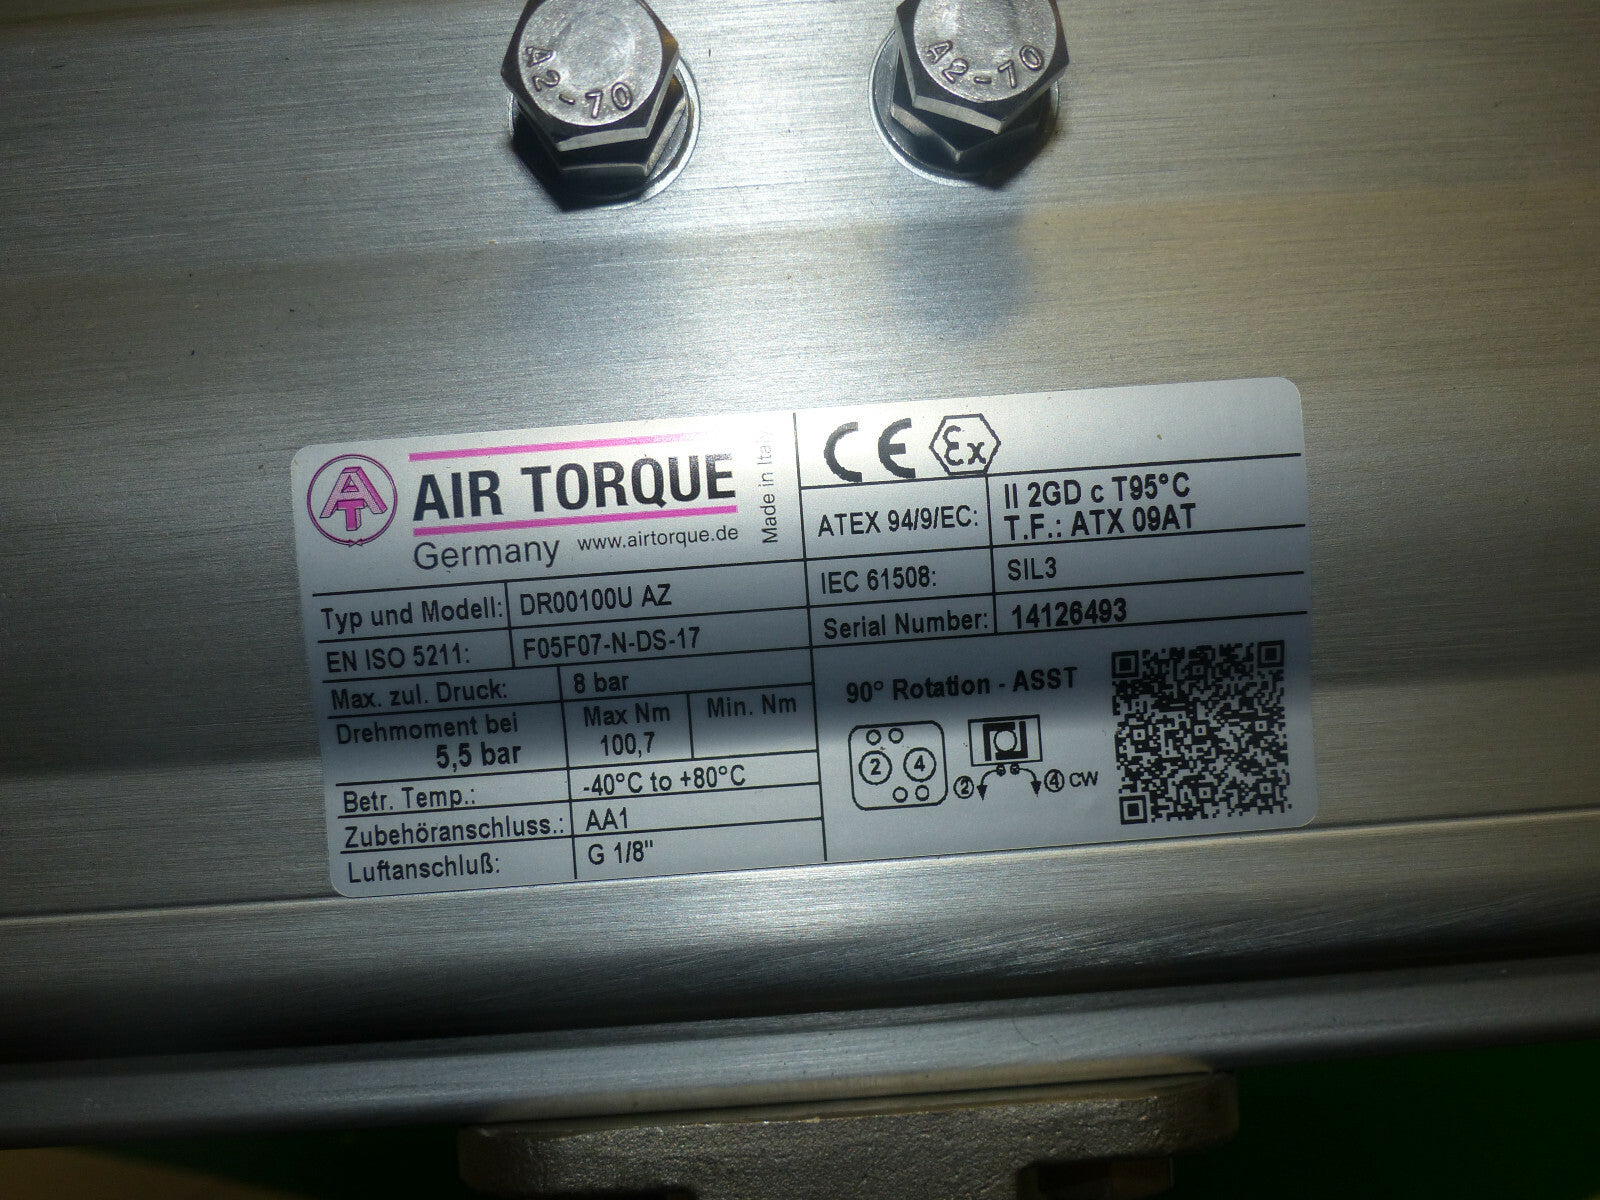 A2-70
A2-70
AT
AIR TORQUE
Germany www.airtorque.de
Made in Italy
CE Ex
ATEX 94/9/EC: II 2GD c T95°C
T.F.: ATX 09AT
IEC 61508: SIL3
Serial Number: 14126493
Typ und Modell: DR00100U AZ
EN ISO 5211: F05F07-N-DS-17
Max. zul. Druck: 8 bar
Drehmoment bei Max Nm Min. Nm
5,5 bar 100,7
Betr. Temp.: -40°C to +80°C
Zubehöranschluss.: AA1
Luftanschluß: G 1/8"
90° Rotation - ASST
2 4
2 4 CW